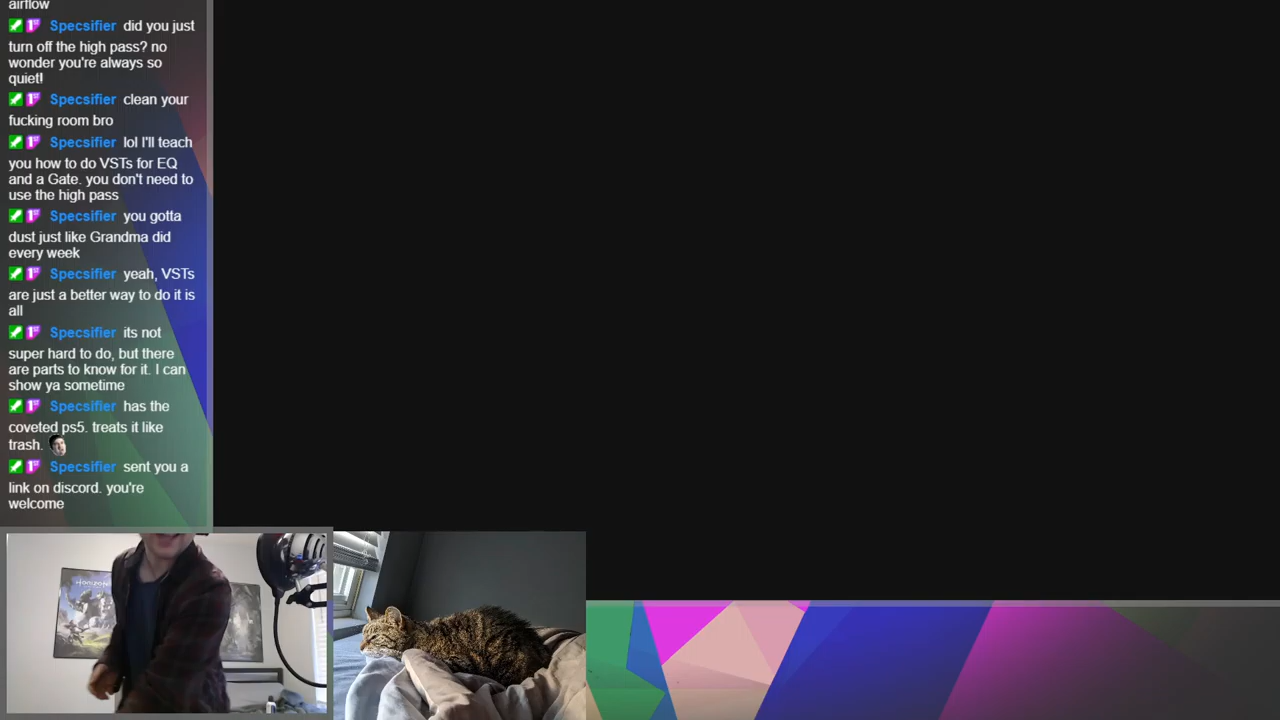 airflow
Specsifier did you just
turn off the high pass? no
wonder you're always so
quiet!
Specsifier clean your
fucking room bro
Specsifier lol I'll teach
you how to do VSTs for EQ
and a Gate. you don't need to
use the high pass
Specsifier you gotta
dust just like Grandma did
every week
Specsifier yeah, VSTs
are just a better way to do it is
all
Specsifier its not
super hard to do, but there
are parts to know for it. I can
show ya sometime
Specsifier has the
coveted ps5. treats it like
trash.
Specsifier sent you a
link on discord. you're
welcome
HORIZON